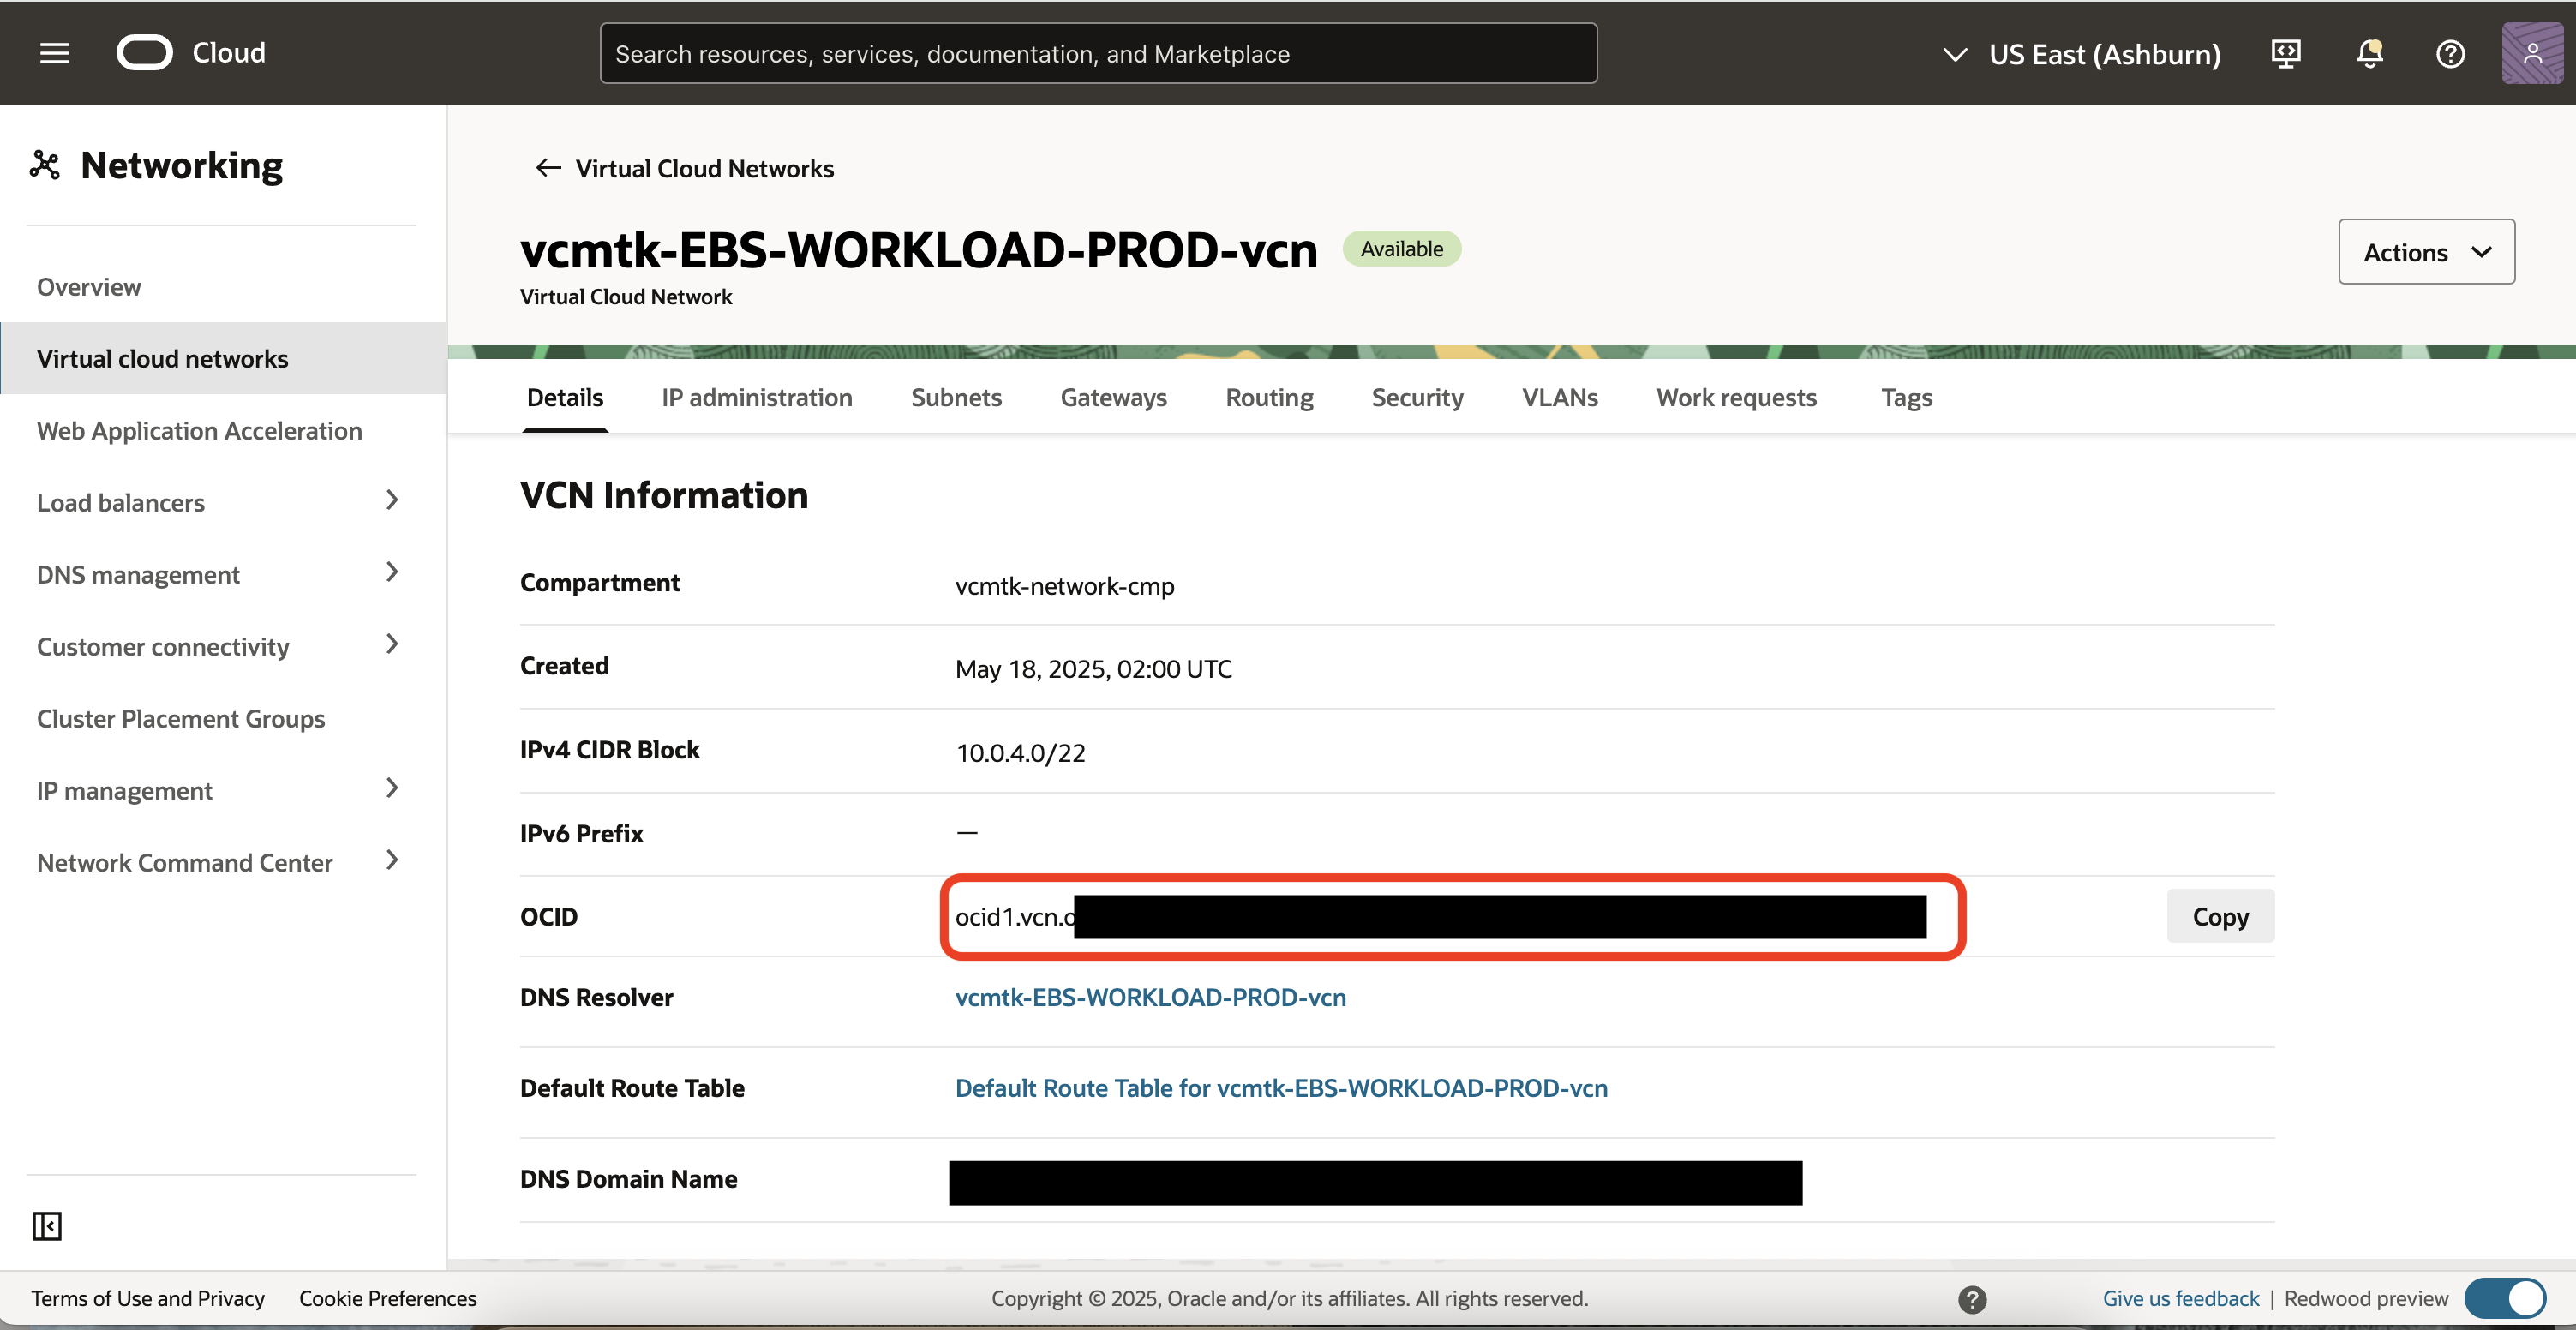 Cloud
Search resources, services, documentation, and Marketplace
US East (Ashburn)
Networking
Overview
Virtual cloud networks
Web Application Acceleration
Load balancers
DNS management
Customer connectivity
Cluster Placement Groups
IP management
Network Command Center
Virtual Cloud Networks
vcmtk-EBS-WORKLOAD-PROD-vcn Available
Virtual Cloud Network
Actions
Details IP administration Subnets Gateways Routing Security VLANs Work requests Tags
VCN Information
Compartment vcmtk-network-cmp
Created May 18, 2025, 02:00 UTC
IPv4 CIDR Block 10.0.4.0/22
IPv6 Prefix —
OCID ocid1.vcn.o Copy
DNS Resolver vcmtk-EBS-WORKLOAD-PROD-vcn
Default Route Table Default Route Table for vcmtk-EBS-WORKLOAD-PROD-vcn
DNS Domain Name
Terms of Use and Privacy Cookie Preferences Copyright © 2025, Oracle and/or its affiliates. All rights reserved. ? Give us feedback | Redwood preview